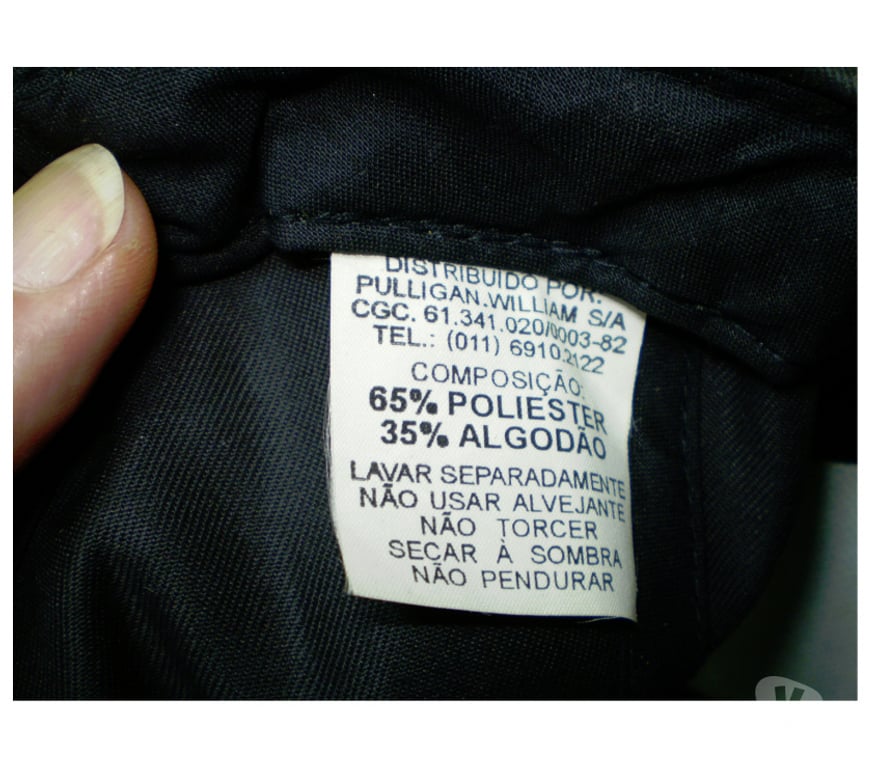 DISTRIBUIDO POR:
PULLIGAN.WILLIAM S/A
CGC. 61.341.020/0003-82
TEL.: (011) 6910.2122
COMPOSIÇÃO:
65% POLIESTER
35% ALGODÃO
LAVAR SEPARADAMENTE
NÃO USAR ALVEJANTE
NÃO TORCER
SECAR À SOMBRA
NÃO PENDURAR